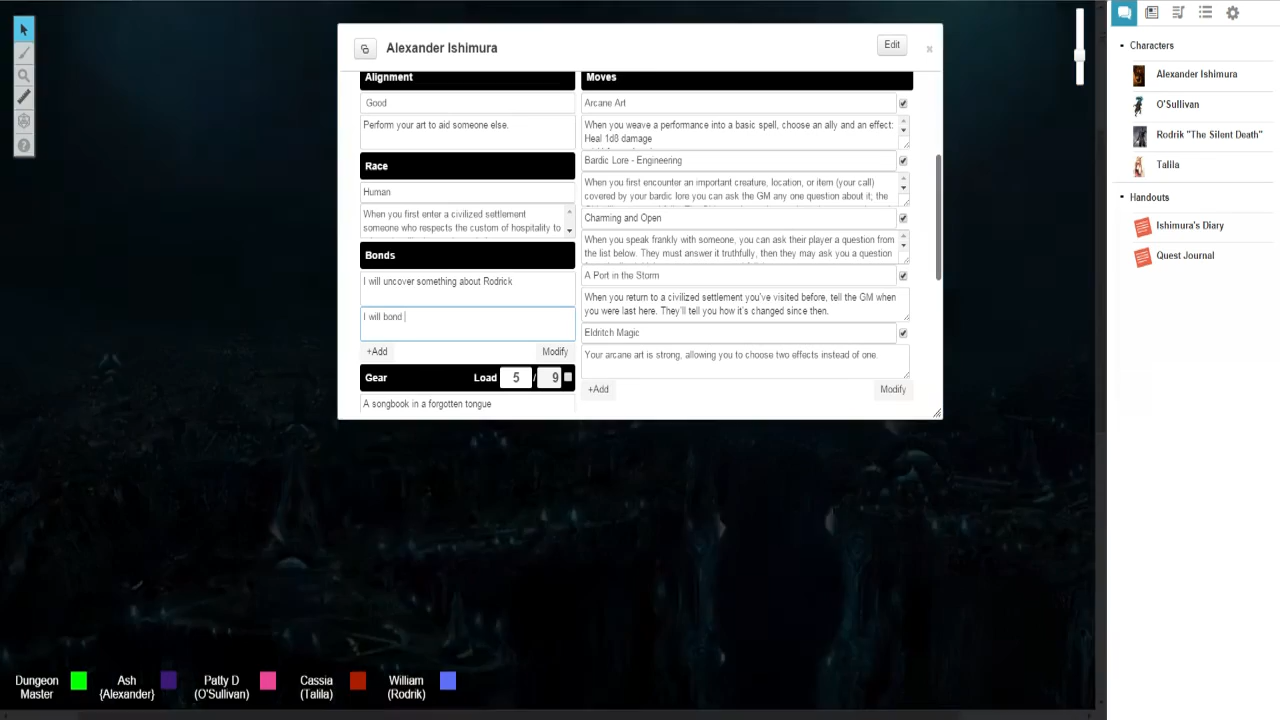 Alexander Ishimura
Edit
×
Alignment
Good
Perform your art to aid someone else.
Race
Human
When you first enter a civilized settlement
someone who respects the custom of hospitality to
Bonds
I will uncover something about Rodrick
I will bond
+Add
Modify
Gear
Load
5
/
9
A songbook in a forgotten tongue
Moves
Arcane Art
When you weave a performance into a basic spell, choose an ally and an effect:
Heal 1d8 damage
Bardic Lore - Engineering
When you first encounter an important creature, location, or item (your call)
covered by your bardic lore you can ask the GM any one question about it; the
Charming and Open
When you speak frankly with someone, you can ask their player a question from
the list below. They must answer it truthfully, then they may ask you a question
A Port in the Storm
When you return to a civilized settlement you've visited before, tell the GM when
you were last here. They'll tell you how it's changed since then.
Eldritch Magic
Your arcane art is strong, allowing you to choose two effects instead of one.
+Add
Modify
Characters
Alexander Ishimura
O'Sullivan
Rodrik "The Silent Death"
Talila
Handouts
Ishimura's Diary
Quest Journal
Dungeon
Master
Ash
{Alexander}
Patty D
(O'Sullivan)
Cassia
(Talila)
William
(Rodrik)